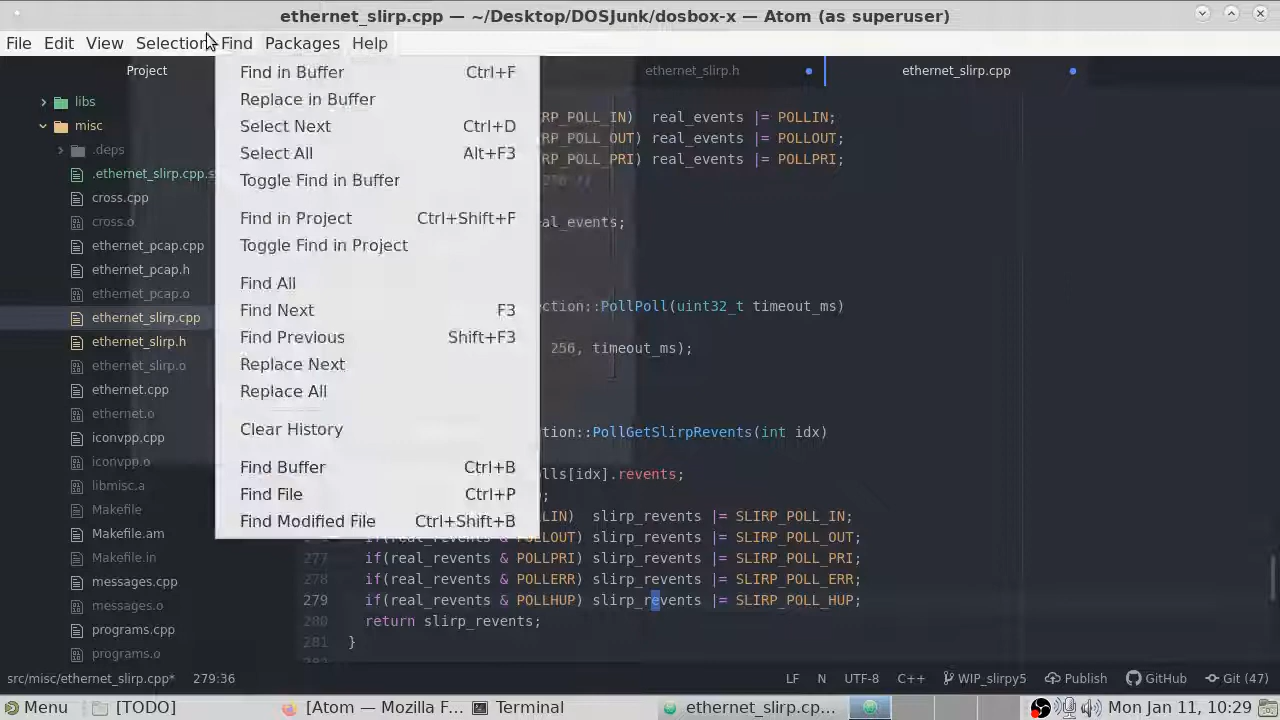 ethernet_slirp.cpp — ~/Desktop/DOSJunk/dosbox-x — Atom (as superuser)
File Edit View Selection Find Packages Help
Project
ethernet_slirp.h
ethernet_slirp.cpp
libs
misc
.deps
.ethernet_slirp.cpp.s
cross.cpp
cross.o
ethernet_pcap.cpp
ethernet_pcap.h
ethernet_pcap.o
ethernet_slirp.cpp
ethernet_slirp.h
ethernet_slirp.o
ethernet.cpp
ethernet.o
iconvpp.cpp
iconvpp.o
libmisc.a
Makefile
Makefile.am
Makefile.in
messages.cpp
messages.o
programs.cpp
programs.o
Find in Buffer Ctrl+F
Replace in Buffer
Select Next Ctrl+D
Select All Alt+F3
Toggle Find in Buffer
Find in Project Ctrl+Shift+F
Toggle Find in Project
Find All
Find Next F3
Find Previous Shift+F3
Replace Next
Replace All
Clear History
Find Buffer Ctrl+B
Find File Ctrl+P
Find Modified File Ctrl+Shift+B
RP_POLL_IN) real_events |= POLLIN;
RP_POLL_OUT) real_events |= POLLOUT;
RP_POLL_PRI) real_events |= POLLPRI;
al_events;
ction::PollPoll(uint32_t timeout_ms)
256, timeout_ms);
tion::PollGetSlirpRevents(int idx)
lls[idx].revents;
;
LIN) slirp_revents |= SLIRP_POLL_IN;
if(real_revents & POLLOUT) slirp_revents |= SLIRP_POLL_OUT;
277 if(real_revents & POLLPRI) slirp_revents |= SLIRP_POLL_PRI;
278 if(real_revents & POLLERR) slirp_revents |= SLIRP_POLL_ERR;
279 if(real_revents & POLLHUP) slirp_revents |= SLIRP_POLL_HUP;
280 return slirp_revents;
281 }
src/misc/ethernet_slirp.cpp* 279:36 LF N UTF-8 C++ WIP_slirpy5 Publish GitHub Git (47)
Menu [TODO] [Atom — Mozilla F... Terminal ethernet_slirp.cp... Mon Jan 11, 10:29